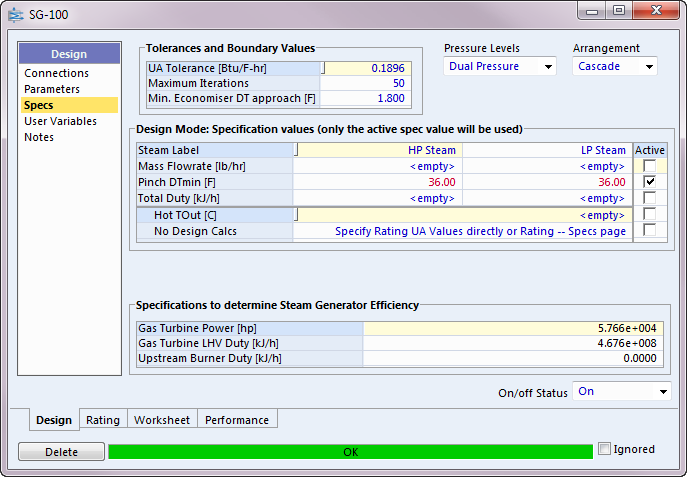 SG-100
Design
Connections
Parameters
Specs
User Variables
Notes
Tolerances and Boundary Values
UA Tolerance [Btu/F-hr] 0.1896
Maximum Iterations 50
Min. Economiser DT approach [F] 1.800
Pressure Levels
Dual Pressure
Arrangement
Cascade
Design Mode: Specification values (only the active spec value will be used)
Steam Label HP Steam LP Steam Active
Mass Flowrate [lb/hr] <empty> <empty>
Pinch DTmin [F] 36.00 36.00
Total Duty [kJ/h] <empty> <empty>
Hot TOut [C] <empty>
No Design Calcs Specify Rating UA Values directly or Rating -- Specs page
Specifications to determine Steam Generator Efficiency
Gas Turbine Power [hp] 5.766e+004
Gas Turbine LHV Duty [kJ/h] 4.676e+008
Upstream Burner Duty [kJ/h] 0.0000
On/off Status On
Design Rating Worksheet Performance
Delete OK Ignored